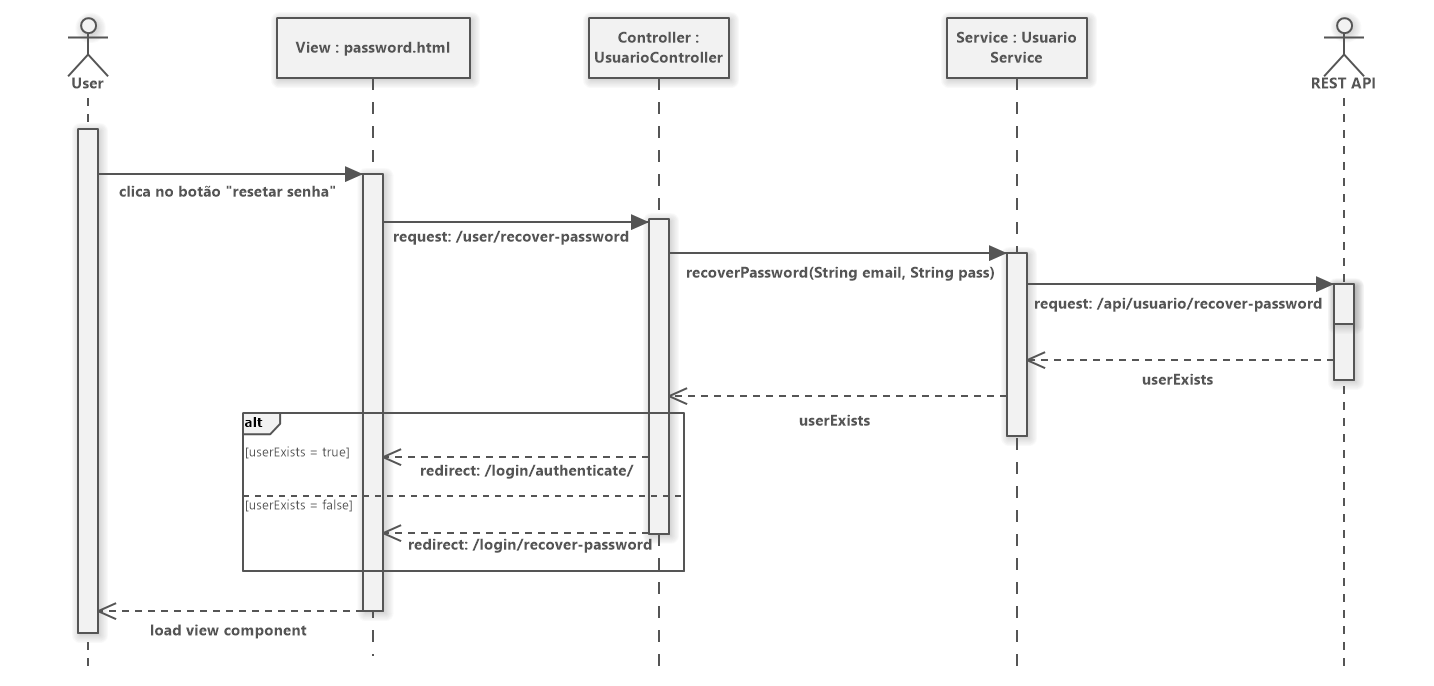 User
View : password.html
Controller :
UsuarioController
Service : Usuario
Service
REST API
clica no botão "resetar senha"
request: /user/recover-password
recoverPassword(String email, String pass)
request: /api/usuario/recover-password
userExists
userExists
alt
[userExists = true]
redirect: /login/authenticate/
[userExists = false]
redirect: /login/recover-password
load view component